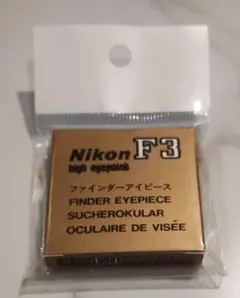 Nikon F3
high eyepoint
ファインダーアイピース
FINDER EYEPIECE
SUCHEROKULAR
OCULAIRE DE VISÉE